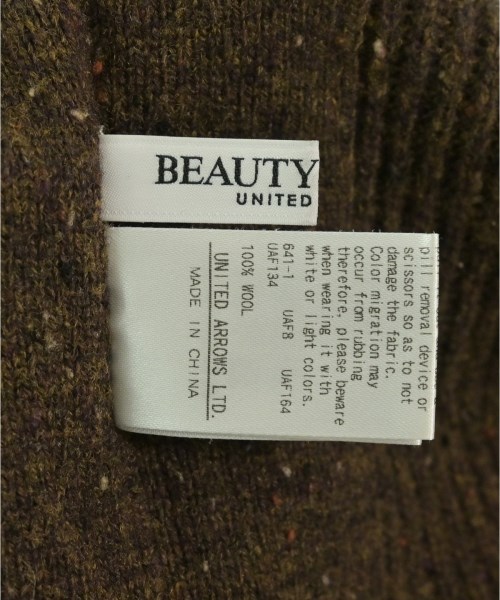 BEAUTY
UNITED
pill removal device or
scissors so as to not
damage the fabric.
Color migration may
occur from rubbing
therefore, please beware
when wearing it with
white or light colors.
641-1 UAF8 UAF164
UAF134
100% WOOL
UNITED ARROWS LTD.
MADE IN CHINA